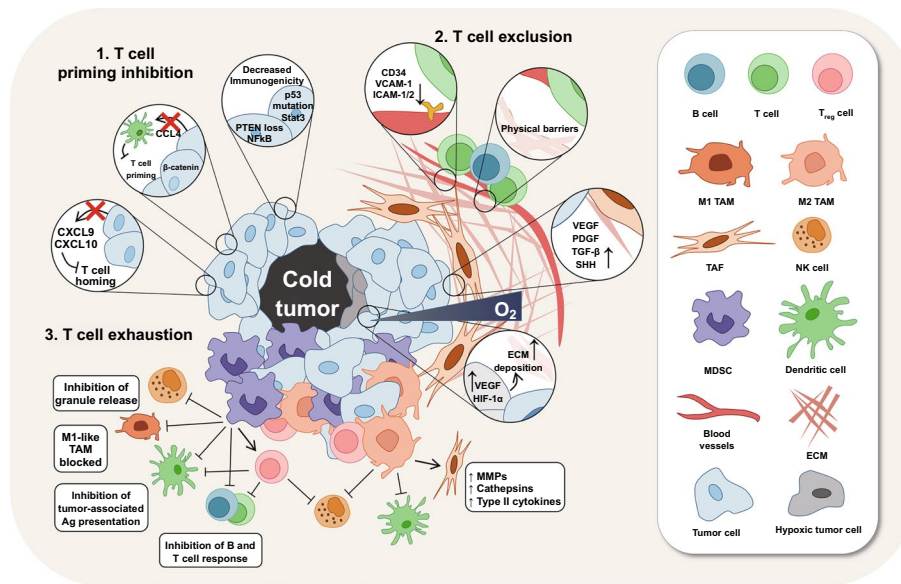 1. T cell
priming inhibition
2. T cell exclusion
Decreased
Immunogenicity
p53
mutation
Stat3
PTEN loss
NFkB
CCL4
T cell
priming
β-catenin
CXCL9
CXCL10
T cell
homing
CD34
VCAM-1
ICAM-1/2
↓
Physical barriers
VEGF
PDGF
TGF-β
SHH ↑
Cold
tumor
O₂
ECM ↑
deposition
↑ VEGF
HIF-1α
3. T cell exhaustion
Inhibition of
granule release
M1-like
TAM
blocked
Inhibition of
tumor-associated
Ag presentation
Inhibition of B and
T cell response
↑ MMPs
↑ Cathepsins
↑ Type II cytokines
B cell
T cell
Treg cell
M1 TAM
M2 TAM
TAF
NK cell
MDSC
Dendritic cell
Blood
vessels
ECM
Tumor cell
Hypoxic tumor cell